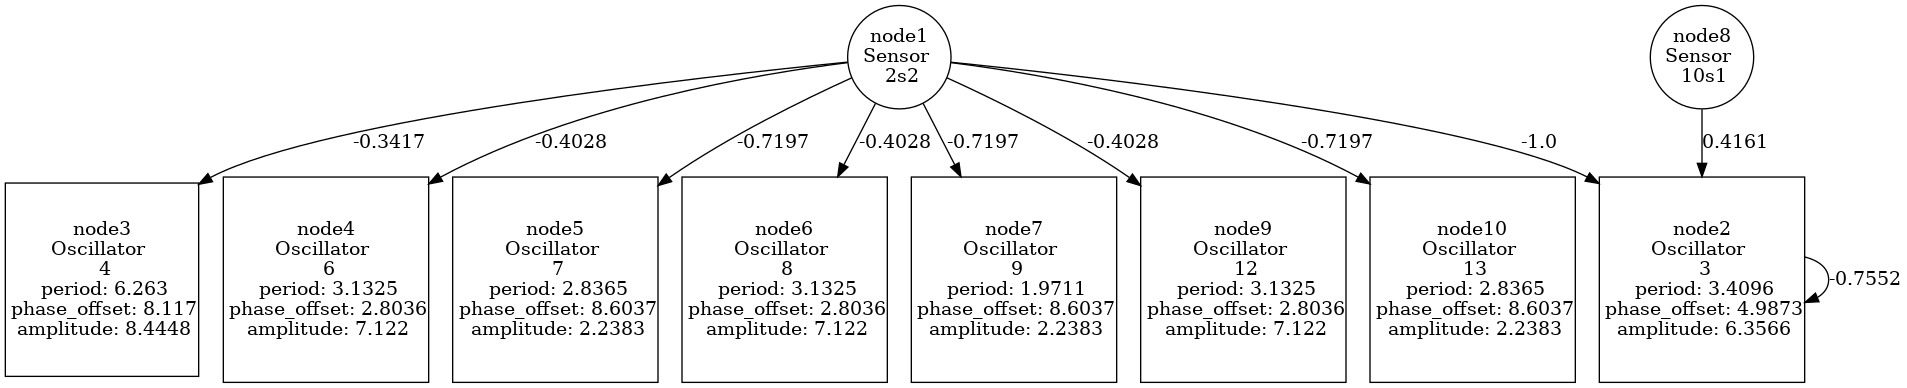 node1
Sensor
2s2
node8
Sensor
10s1
-0.3417
-0.4028
-0.7197
-0.4028
-0.7197
-0.4028
-0.7197
-1.0
0.4161
node3
Oscillator
4
period: 6.263
phase_offset: 8.117
amplitude: 8.4448
node4
Oscillator
6
period: 3.1325
phase_offset: 2.8036
amplitude: 7.122
node5
Oscillator
7
period: 2.8365
phase_offset: 8.6037
amplitude: 2.2383
node6
Oscillator
8
period: 3.1325
phase_offset: 2.8036
amplitude: 7.122
node7
Oscillator
9
period: 1.9711
phase_offset: 8.6037
amplitude: 2.2383
node9
Oscillator
12
period: 3.1325
phase_offset: 2.8036
amplitude: 7.122
node10
Oscillator
13
period: 2.8365
phase_offset: 8.6037
amplitude: 2.2383
node2
Oscillator
3
period: 3.4096
phase_offset: 4.9873
amplitude: 6.3566
-0.7552